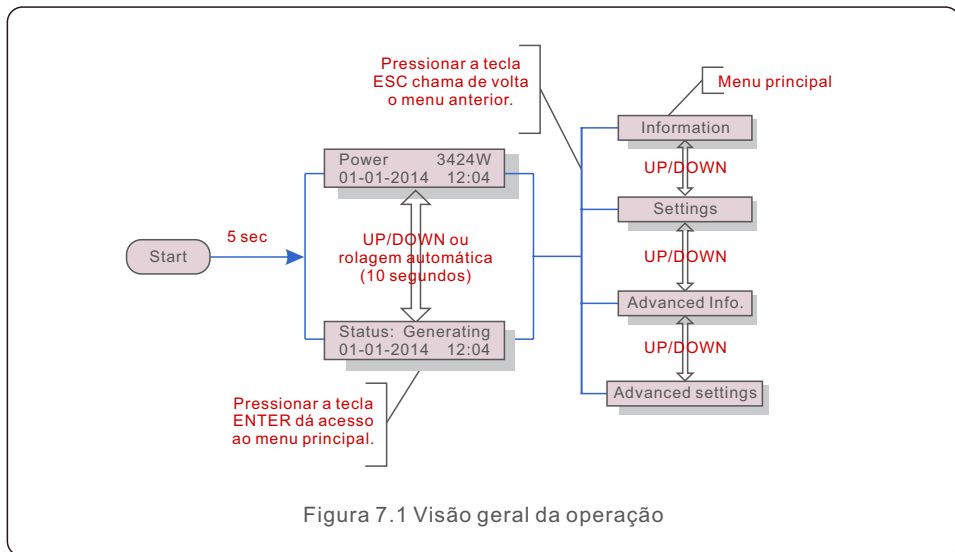 Pressionar a tecla
ESC chama de volta
o menu anterior.
Menu principal
Information
Power 3424W
01-01-2014 12:04
UP/DOWN
Settings
5 sec
Start
UP/DOWN ou
rolagem automática
(10 segundos)
UP/DOWN
Advanced Info.
Status: Generating
01-01-2014 12:04
UP/DOWN
Advanced settings
Pressionar a tecla
ENTER dá acesso
ao menu principal.
Figura 7.1 Visão geral da operação